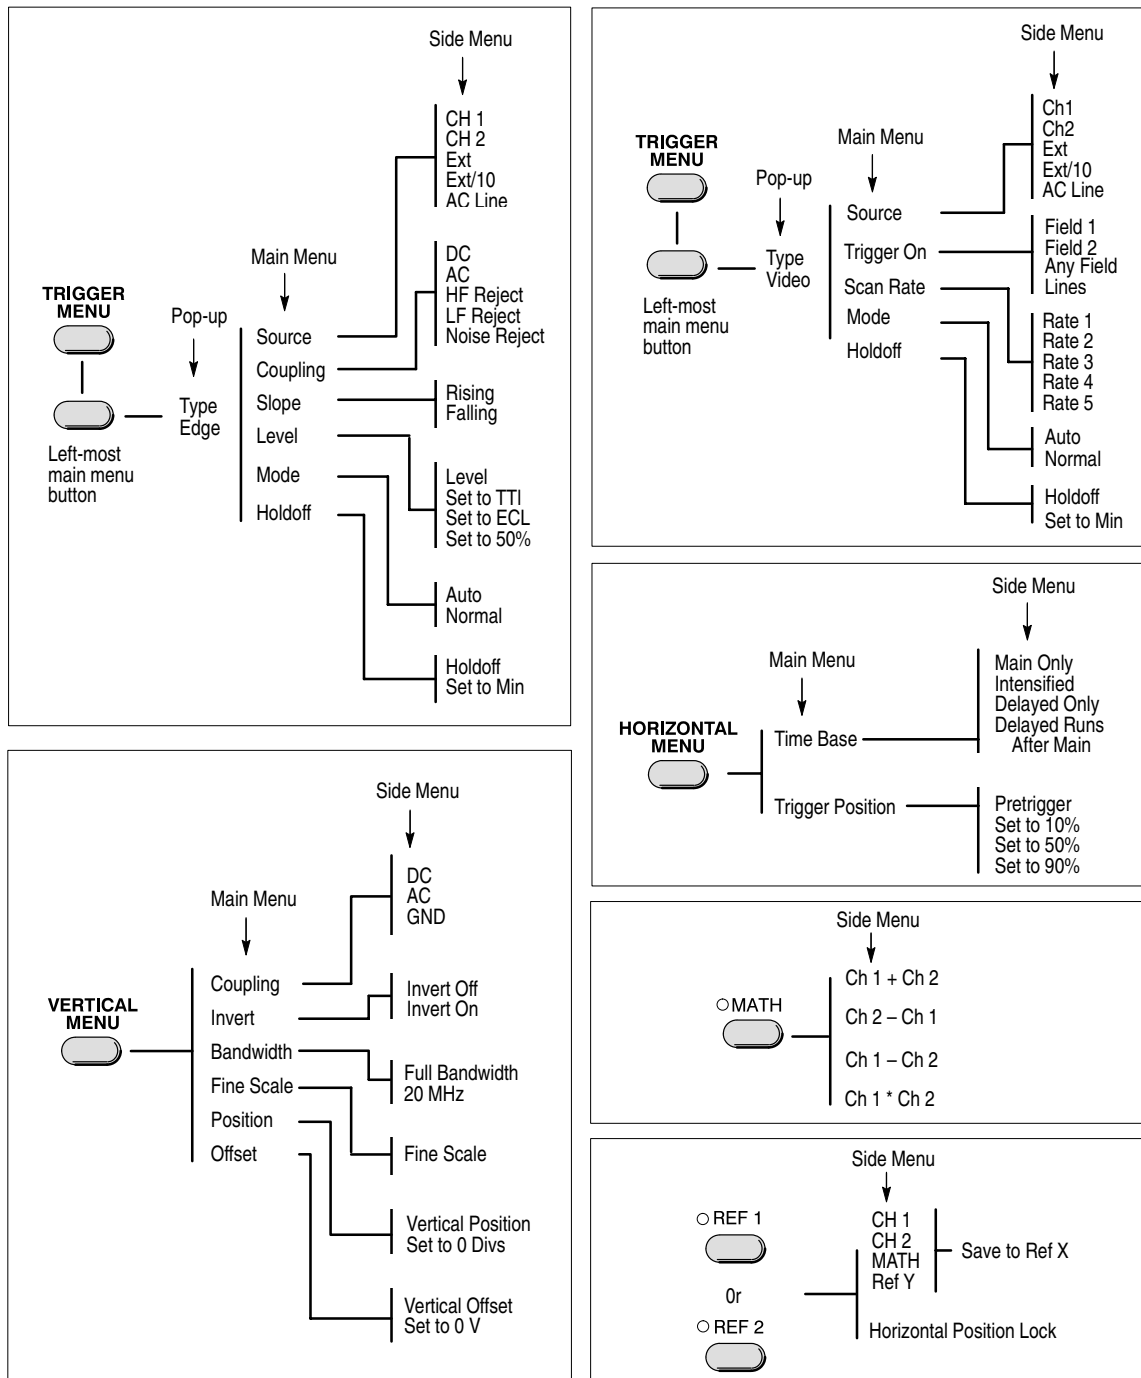 Side Menu
CH 1
CH 2
Ext
Ext/10
AC Line
Main Menu
DC
AC
HF Reject
LF Reject
Noise Reject
TRIGGER
MENU
Pop-up
Source
Coupling
Slope
Level
Mode
Holdoff
Rising
Falling
Type
Edge
Left-most
main menu
button
Level
Set to TTl
Set to ECL
Set to 50%
Auto
Normal
Holdoff
Set to Min
Side Menu
Ch1
Ch2
Ext
Ext/10
AC Line
TRIGGER
MENU
Main Menu
Pop-up
Source
Trigger On
Scan Rate
Mode
Holdoff
Type
Video
Left-most
main menu
button
Field 1
Field 2
Any Field
Lines
Rate 1
Rate 2
Rate 3
Rate 4
Rate 5
Auto
Normal
Holdoff
Set to Min
Side Menu
Main Menu
Main Only
Intensified
Delayed Only
Delayed Runs
After Main
HORIZONTAL
MENU
Time Base
Trigger Position
Pretrigger
Set to 10%
Set to 50%
Set to 90%
Side Menu
Main Menu
DC
AC
GND
VERTICAL
MENU
Coupling
Invert
Bandwidth
Fine Scale
Position
Offset
Invert Off
Invert On
Full Bandwidth
20 MHz
Fine Scale
Vertical Position
Set to 0 Divs
Vertical Offset
Set to 0 V
Side Menu
MATH
Ch 1 + Ch 2
Ch 2 – Ch 1
Ch 1 – Ch 2
Ch 1 * Ch 2
Side Menu
REF 1
0r
REF 2
CH 1
CH 2
MATH
Ref Y
Save to Ref X
Horizontal Position Lock